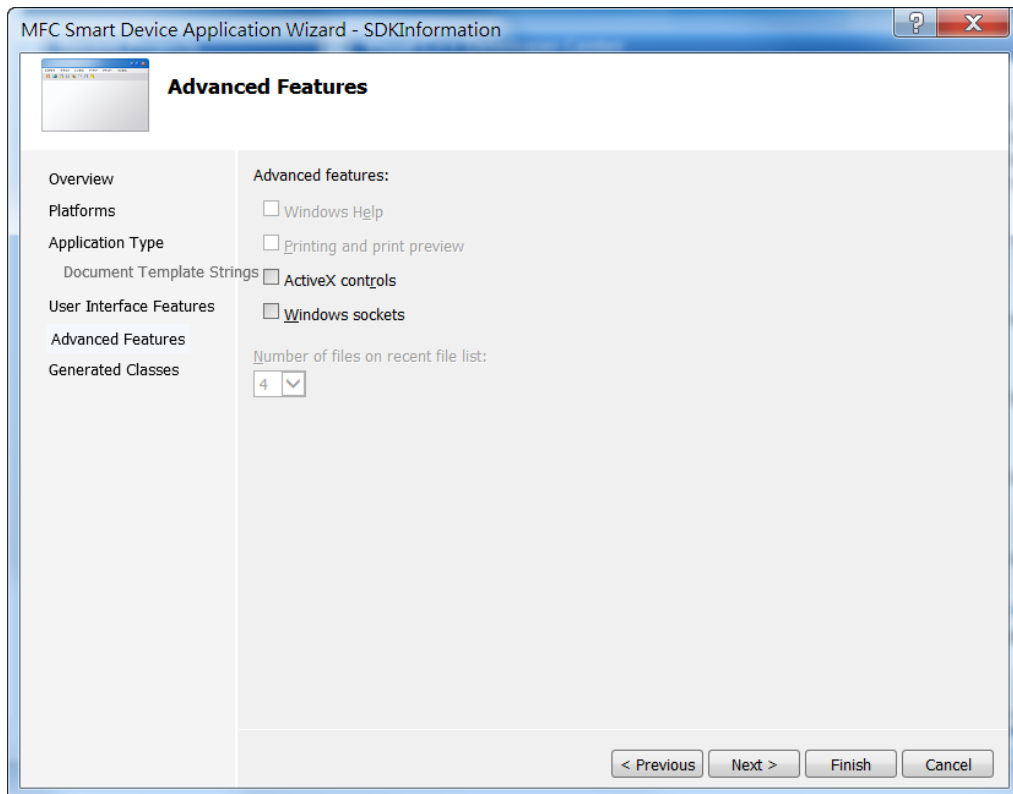 MFC Smart Device Application Wizard - SDKInformation
Advanced Features
Overview
Platforms
Application Type
Document Template Strings
User Interface Features
Advanced Features
Generated Classes
Advanced features:
Windows Help
Printing and print preview
ActiveX controls
Windows sockets
Number of files on recent file list:
4
< Previous
Next >
Finish
Cancel